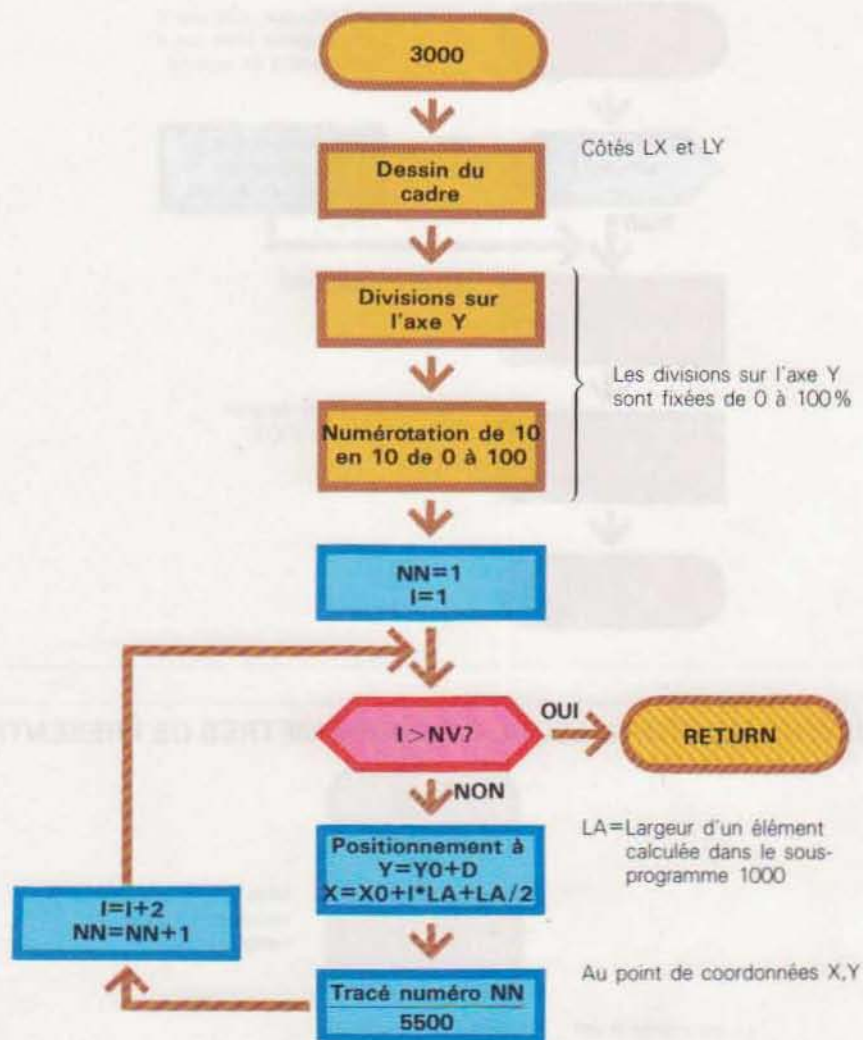 3000
Côtés LX et LY
Dessin du
cadre
Divisions sur
l'axe Y
Les divisions sur l'axe Y
sont fixées de 0 à 100%
Numérotation de 10
en 10 de 0 à 100
NN=1
I=1
I>NV?
OUI
RETURN
NON
Positionnement à
Y=Y0+D
X=X0+I*LA+LA/2
LA=Largeur d'un élément
calculée dans le sous-
programme 1000
I=I+2
NN=NN+1
Au point de coordonnées X,Y
Tracé numéro NN
5500